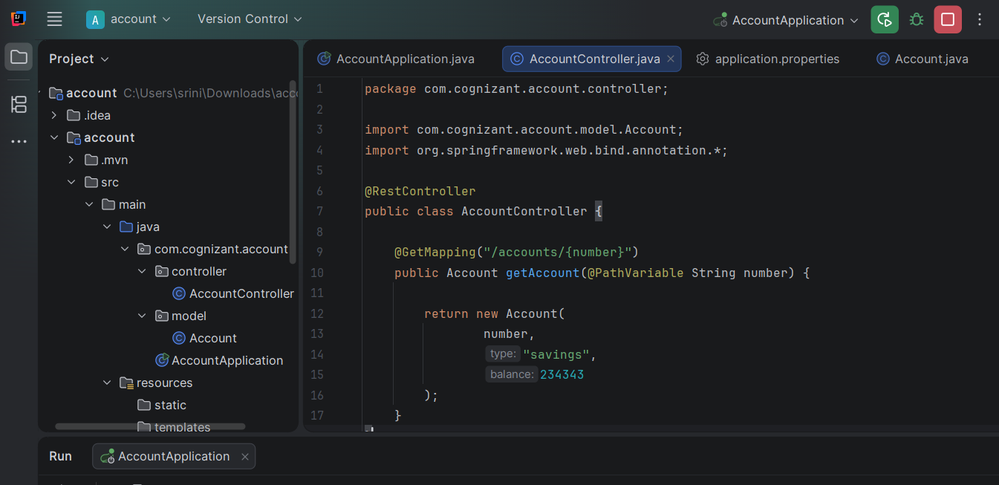 A account Version Control AccountApplication
Project
account C:\Users\srini\Downloads\acc
.idea
account
.mvn
src
main
java
com.cognizant.account
controller
AccountController
model
Account
AccountApplication
resources
static
templates
AccountApplication.java AccountController.java application.properties Account.java
1 package com.cognizant.account.controller;
2
3 import com.cognizant.account.model.Account;
4 import org.springframework.web.bind.annotation.*;
5
6 @RestController
7 public class AccountController {
8
9 @GetMapping("/accounts/{number}")
10 public Account getAccount(@PathVariable String number) {
11
12 return new Account(
13 number,
14 type: "savings",
15 balance: 234343
16 );
17 }
Run AccountApplication